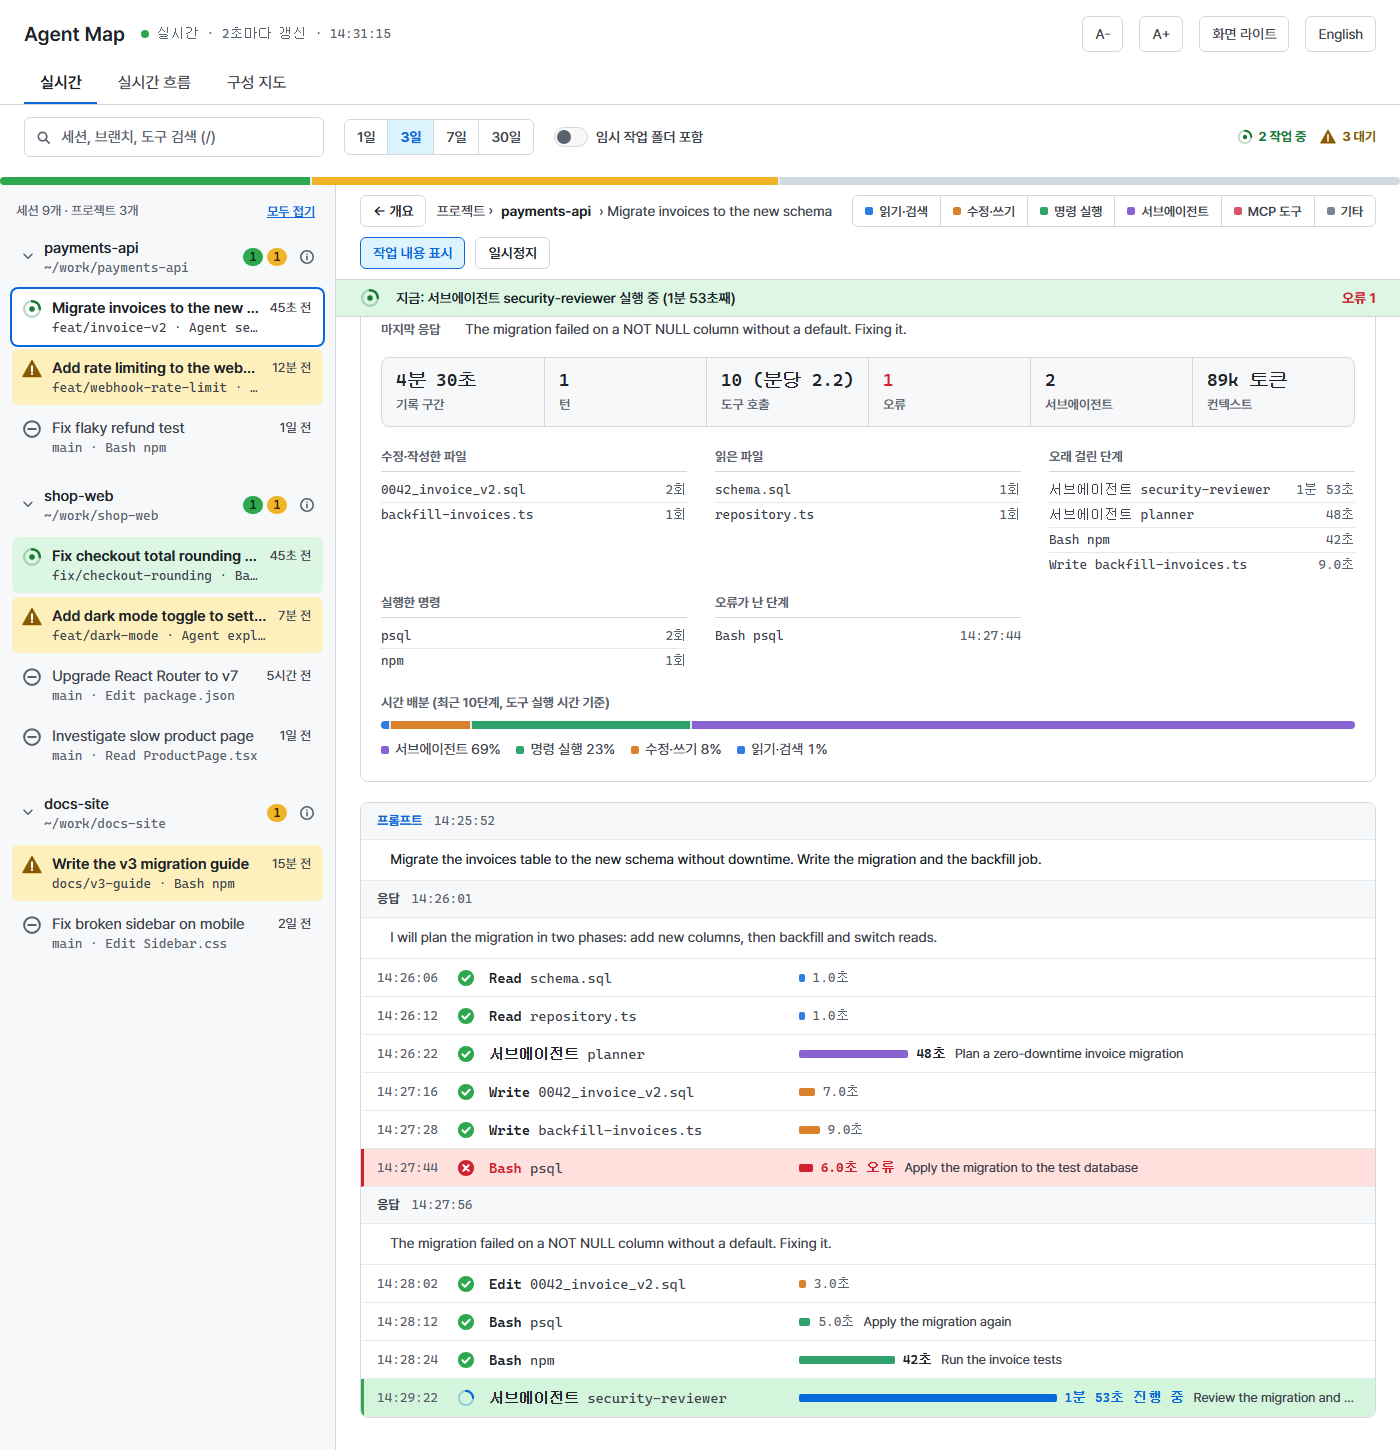 Agent Map
실시간 · 2초마다 갱신 · 14:31:15
A-
A+
화면 라이트
English
실시간
실시간 흐름
구성 지도
세션, 브랜치, 도구 검색 (/)
1일
3일
7일
30일
임시 작업 폴더 포함
2 작업 중
3 대기
세션 9개 · 프로젝트 3개
모두 접기
payments-api
~/work/payments-api
1
1
Migrate invoices to the new ...
45초 전
feat/invoice-v2 · Agent se…
Add rate limiting to the web...
12분 전
feat/webhook-rate-limit · …
Fix flaky refund test
1일 전
main · Bash npm
shop-web
~/work/shop-web
1
1
Fix checkout total rounding ...
45초 전
fix/checkout-rounding · Ba…
Add dark mode toggle to sett...
7분 전
feat/dark-mode · Agent expl…
Upgrade React Router to v7
5시간 전
main · Edit package.json
Investigate slow product page
1일 전
main · Read ProductPage.tsx
docs-site
~/work/docs-site
1
Write the v3 migration guide
15분 전
docs/v3-guide · Bash npm
Fix broken sidebar on mobile
2일 전
main · Edit Sidebar.css
← 개요
프로젝트 › payments-api › Migrate invoices to the new schema
읽기·검색
수정·쓰기
명령 실행
서브에이전트
MCP 도구
기타
작업 내용 표시
일시정지
지금: 서브에이전트 security-reviewer 실행 중 (1분 53초째)
오류 1
마지막 응답 The migration failed on a NOT NULL column without a default. Fixing it.
4분 30초
기록 구간
1
턴
10 (분당 2.2)
도구 호출
1
오류
2
서브에이전트
89k 토큰
컨텍스트
수정·작성한 파일
0042_invoice_v2.sql 2회
backfill-invoices.ts 1회
읽은 파일
schema.sql 1회
repository.ts 1회
오래 걸린 단계
서브에이전트 security-reviewer 1분 53초
서브에이전트 planner 48초
Bash npm 42초
Write backfill-invoices.ts 9.0초
실행한 명령
psql 2회
npm 1회
오류가 난 단계
Bash psql 14:27:44
시간 배분 (최근 10단계, 도구 실행 시간 기준)
서브에이전트 69% 명령 실행 23% 수정·쓰기 8% 읽기·검색 1%
프롬프트 14:25:52
Migrate the invoices table to the new schema without downtime. Write the migration and the backfill job.
응답 14:26:01
I will plan the migration in two phases: add new columns, then backfill and switch reads.
14:26:06 Read schema.sql 1.0초
14:26:12 Read repository.ts 1.0초
14:26:22 서브에이전트 planner 48초 Plan a zero-downtime invoice migration
14:27:16 Write 0042_invoice_v2.sql 7.0초
14:27:28 Write backfill-invoices.ts 9.0초
14:27:44 Bash psql 6.0초 오류 Apply the migration to the test database
응답 14:27:56
The migration failed on a NOT NULL column without a default. Fixing it.
14:28:02 Edit 0042_invoice_v2.sql 3.0초
14:28:12 Bash psql 5.0초 Apply the migration again
14:28:24 Bash npm 42초 Run the invoice tests
14:29:22 서브에이전트 security-reviewer 1분 53초 진행 중 Review the migration and ...